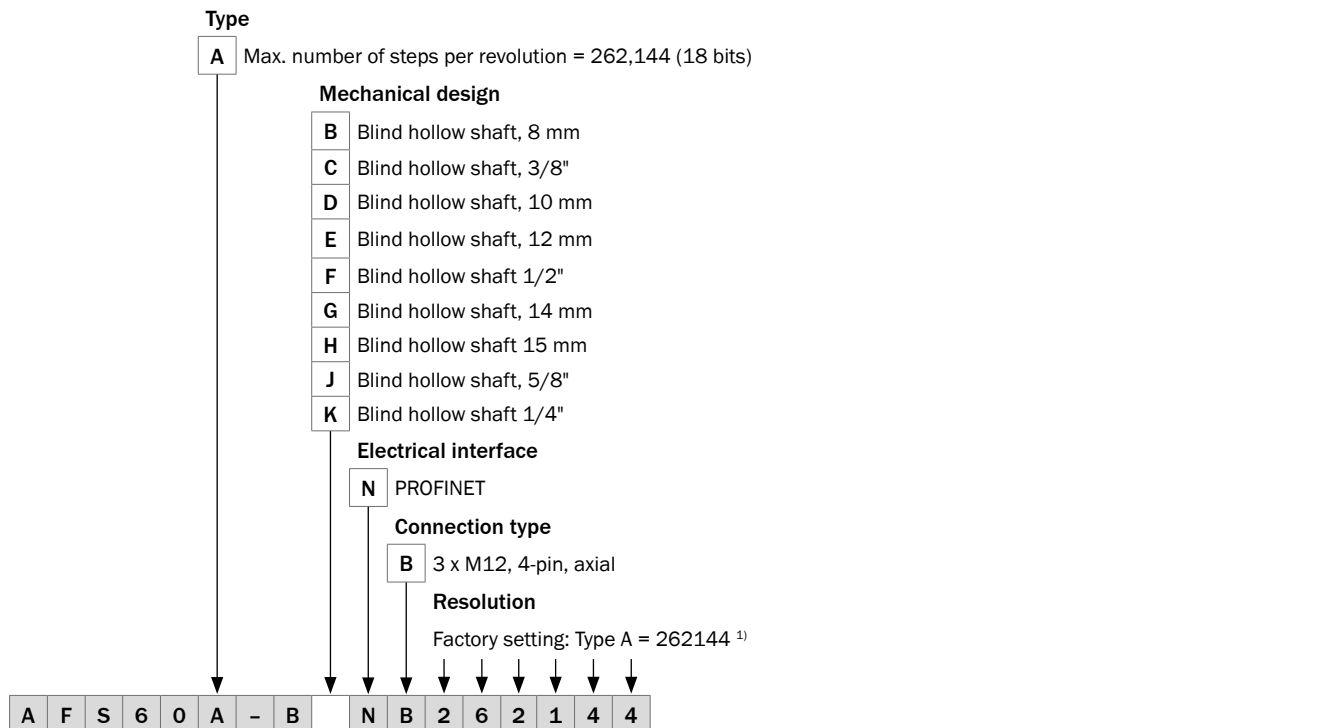 Type
A Max. number of steps per revolution = 262,144 (18 bits)
Mechanical design
B Blind hollow shaft, 8 mm
C Blind hollow shaft, 3/8"
D Blind hollow shaft, 10 mm
E Blind hollow shaft, 12 mm
F Blind hollow shaft 1/2"
G Blind hollow shaft, 14 mm
H Blind hollow shaft 15 mm
J Blind hollow shaft, 5/8"
K Blind hollow shaft 1/4"
Electrical interface
N PROFINET
Connection type
B 3 x M12, 4-pin, axial
Resolution
Factory setting: Type A = 262144 1)
A F S 6 0 A – B N B 2 6 2 1 4 4